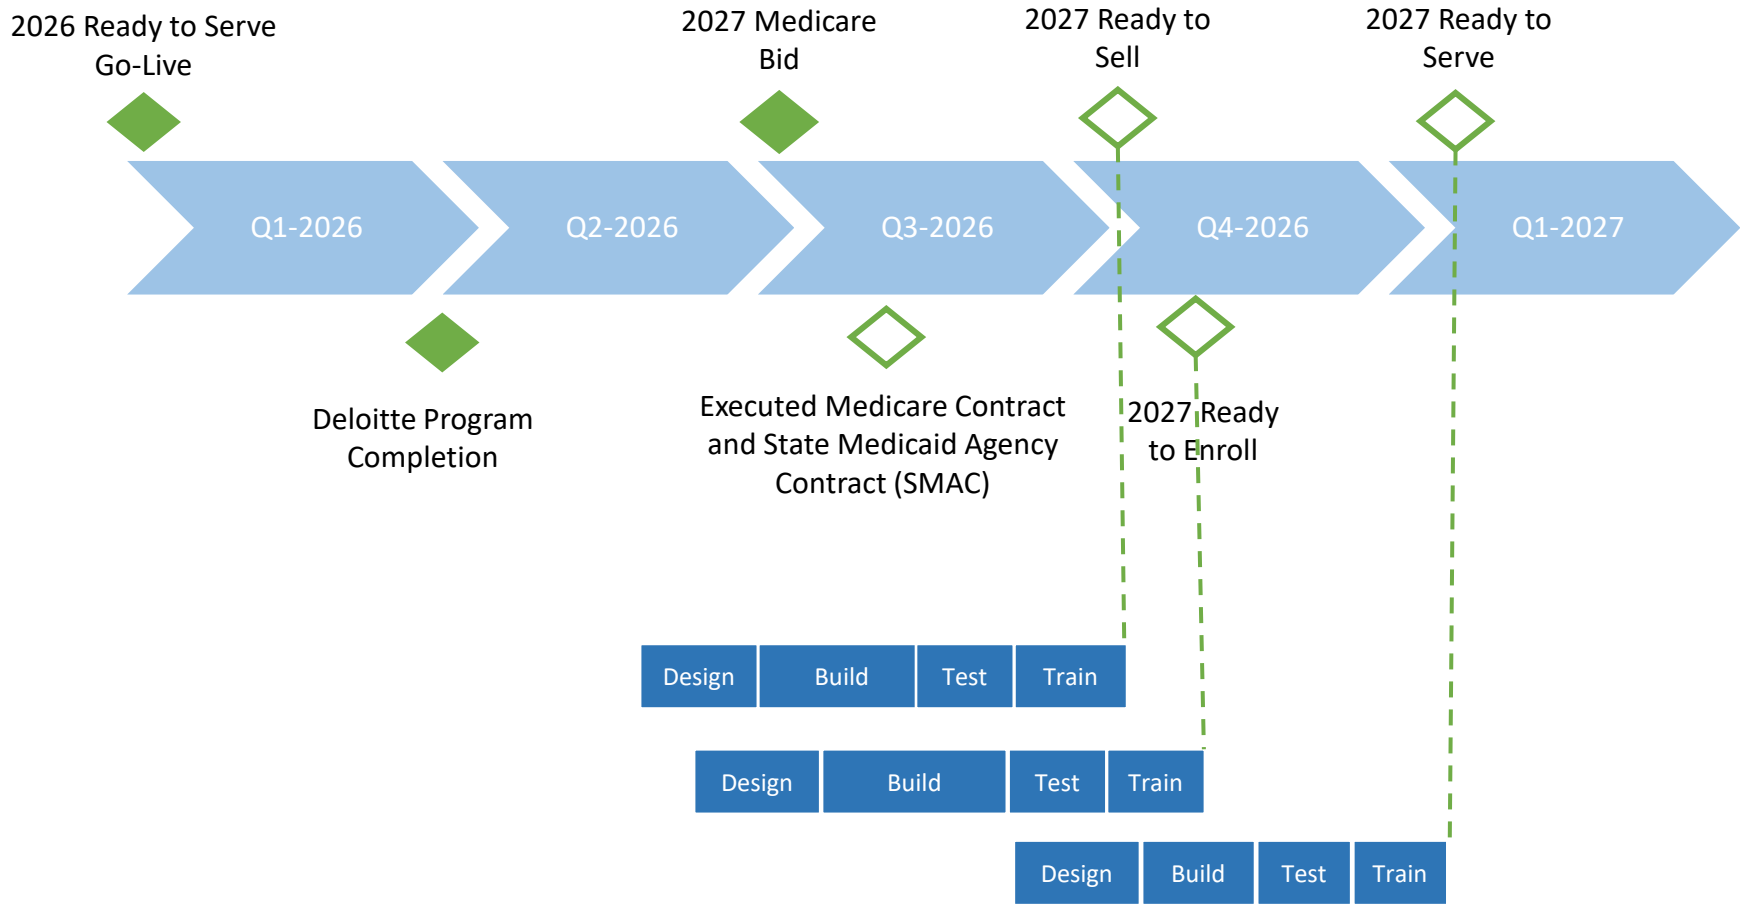 2026 Ready to Serve
Go-Live
2027 Medicare
Bid
2027 Ready to
Sell
2027 Ready to
Serve
Q1-2026
Q2-2026
Q3-2026
Q4-2026
Q1-2027
Deloitte Program
Completion
Executed Medicare Contract
and State Medicaid Agency
Contract (SMAC)
2027 Ready
to Enroll
Design
Build
Test
Train
Design
Build
Test
Train
Design
Build
Test
Train